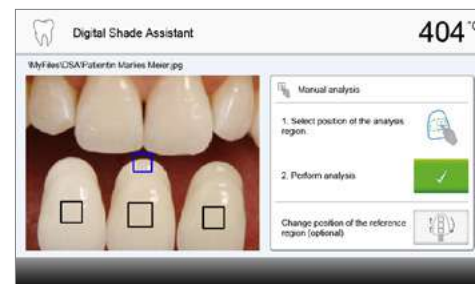 Digital Shade Assistant
404 °C
\MyFiles\DSA\Patientin Marlies Meier.jpg
Manual analysis
1. Select position of the analysis
region.
2. Perform analysis
Change position of the reference
region (optional)